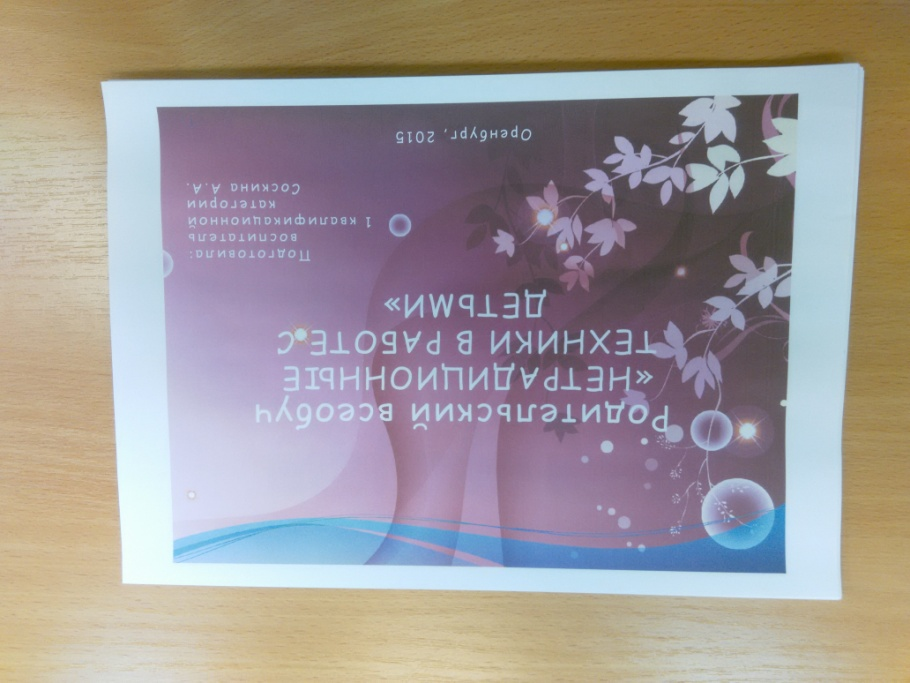 Родительский всеобуч
«НЕТРАДИЦИОННЫЕ
ТЕХНИКИ В РАБОТЕ С
ДЕТЬМИ»
Подготовила:
воспитатель
1 квалификационной
категории
Соскина А.А.
Оренбург, 2015